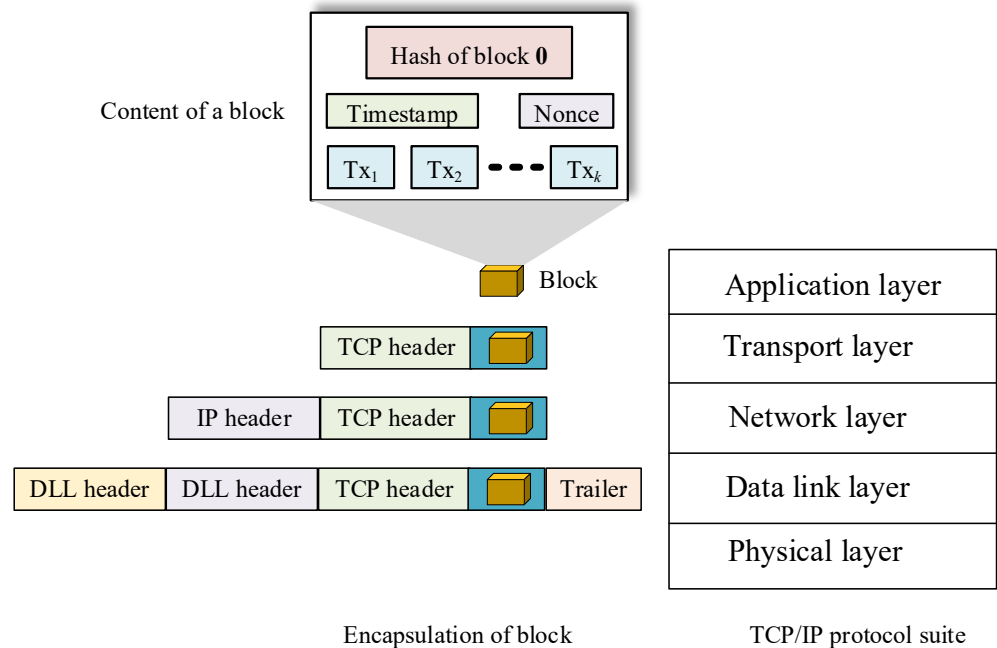 Hash of block 0
Content of a block
Timestamp
Nonce
Tx1
Tx2
Txk
Block
Application layer
TCP header
Transport layer
IP header
TCP header
Network layer
DLL header
DLL header
TCP header
Trailer
Data link layer
Physical layer
Encapsulation of block
TCP/IP protocol suite